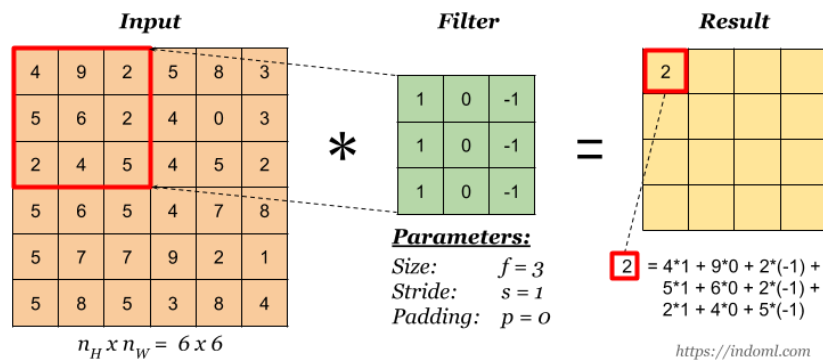 Input
Filter
Result
4 9 2 5 8 3
5 6 2 4 0 3
2 4 5 4 5 2
5 6 5 4 7 8
5 7 7 9 2 1
5 8 5 3 8 4
n_H x n_W = 6 x 6
*
1 0 -1
1 0 -1
1 0 -1
Parameters:
Size: f = 3
Stride: s = 1
Padding: p = 0
=
2
2 = 4*1 + 9*0 + 2*(-1) +
5*1 + 6*0 + 2*(-1) +
2*1 + 4*0 + 5*(-1)
https://indoml.com